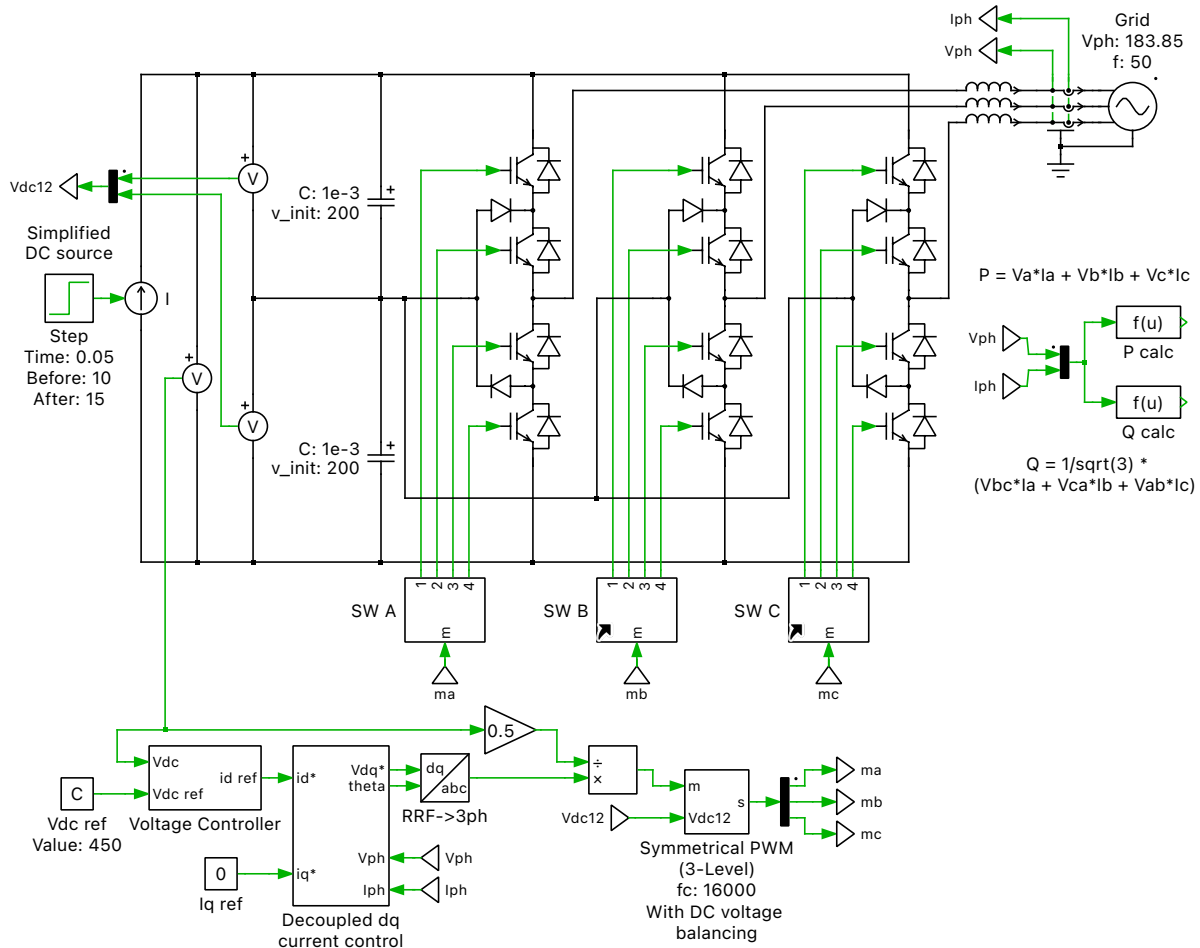 Iph
Vph
Grid
Vph: 183.85
f: 50
Vdc12
V
C: 1e-3
v_init: 200
Simplified
DC source
I
Step
Time: 0.05
Before: 10
After: 15
V
V
C: 1e-3
v_init: 200
P = Va*Ia + Vb*Ib + Vc*Ic
Vph
Iph
f(u)
P calc
f(u)
Q calc
Q = 1/sqrt(3) *
(Vbc*Ia + Vca*Ib + Vab*Ic)
1 2 3 4
SW A
m
ma
1 2 3 4
SW B
m
mb
1 2 3 4
SW C
m
mc
0.5
Vdc
id ref
Vdc ref
Voltage Controller
C
Vdc ref
Value: 450
0
Iq ref
id*
Vdq*
theta
Vph
iq*
Iph
Decoupled dq
current control
Vph
Iph
dq
abc
RRF->3ph
÷
×
Vdc12
m
s
Vdc12
Symmetrical PWM
(3-Level)
fc: 16000
With DC voltage
balancing
ma
mb
mc